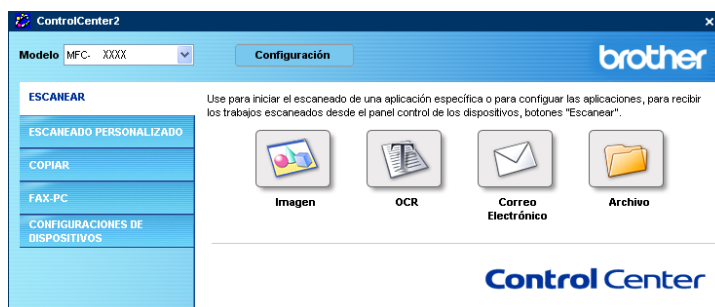 ControlCenter2
Modelo MFC- XXXX Configuración brother
ESCANEAR
ESCANEADO PERSONALIZADO
COPIAR
FAX-PC
CONFIGURACIONES DE
DISPOSITIVOS
Use para iniciar el escaneado de una aplicación específica o para configuar las aplicaciones, para recibir
los trabajos escaneados desde el panel control de los dispositivos, botones "Escanear".
Imagen
OCR
Correo
Electrónico
Archivo
Control Center